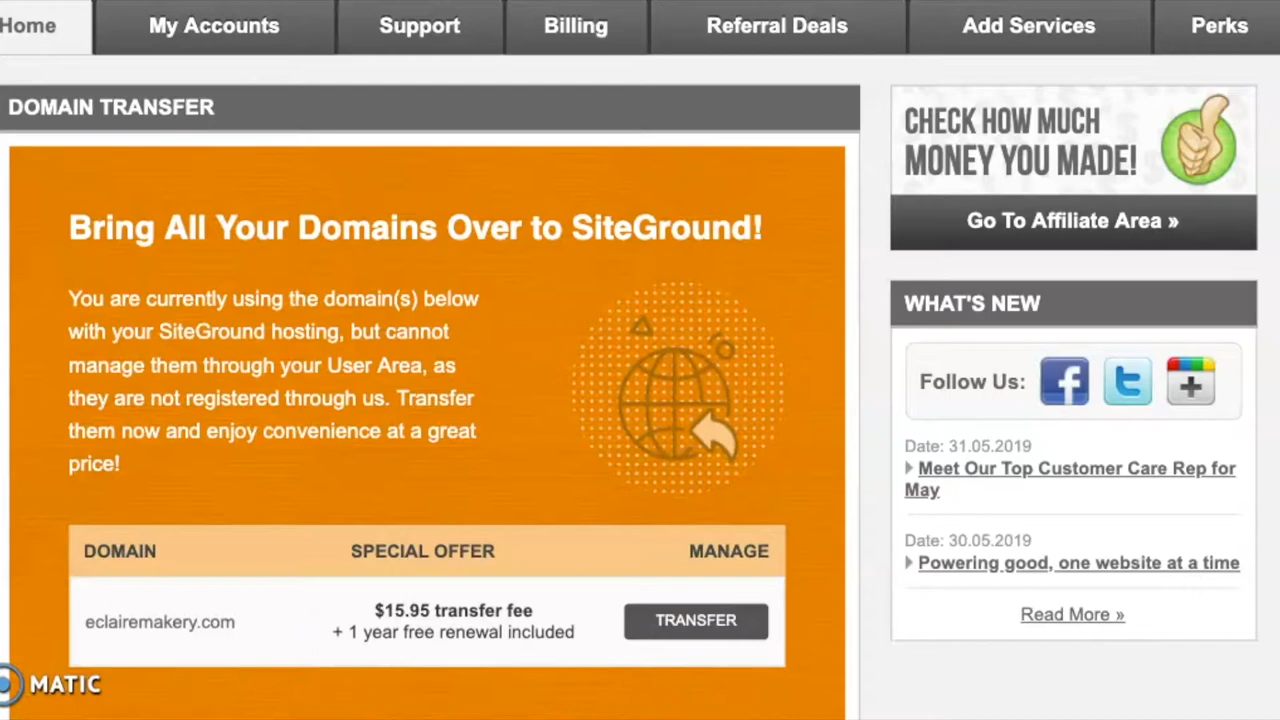 Home
My Accounts
Support
Billing
Referral Deals
Add Services
Perks
DOMAIN TRANSFER
Bring All Your Domains Over to SiteGround!
You are currently using the domain(s) below
with your SiteGround hosting, but cannot
manage them through your User Area, as
they are not registered through us. Transfer
them now and enjoy convenience at a great
price!
DOMAIN
SPECIAL OFFER
MANAGE
eclairemakery.com
$15.95 transfer fee
+ 1 year free renewal included
TRANSFER
MATIC
CHECK HOW MUCH
MONEY YOU MADE!
Go To Affiliate Area »
WHAT'S NEW
Follow Us:
Date: 31.05.2019
Meet Our Top Customer Care Rep for
May
Date: 30.05.2019
Powering good, one website at a time
Read More »